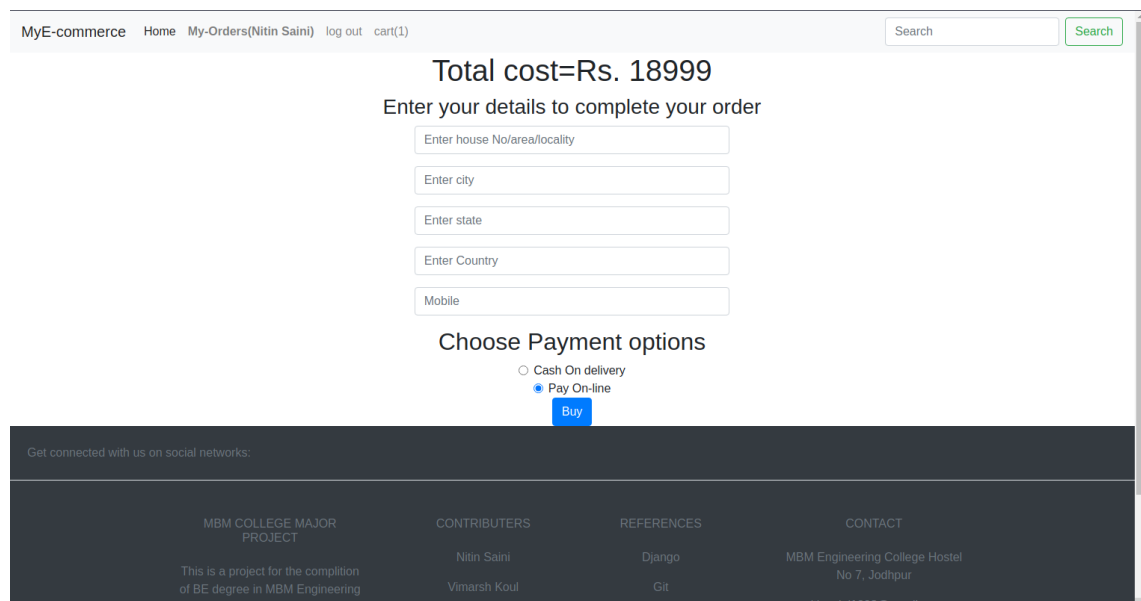 MyE-commerce Home My-Orders(Nitin Saini) log out cart(1) Search Search
Total cost=Rs. 18999
Enter your details to complete your order
Enter house No/area/locality
Enter city
Enter state
Enter Country
Mobile
Choose Payment options
Cash On delivery
Pay On-line
Buy
Get connected with us on social networks:
MBM COLLEGE MAJOR
PROJECT
This is a project for the complition
of BE degree in MBM Engineering
CONTRIBUTERS
Nitin Saini
Vimarsh Koul
REFERENCES
Django
Git
CONTACT
MBM Engineering College Hostel
No 7, Jodhpur